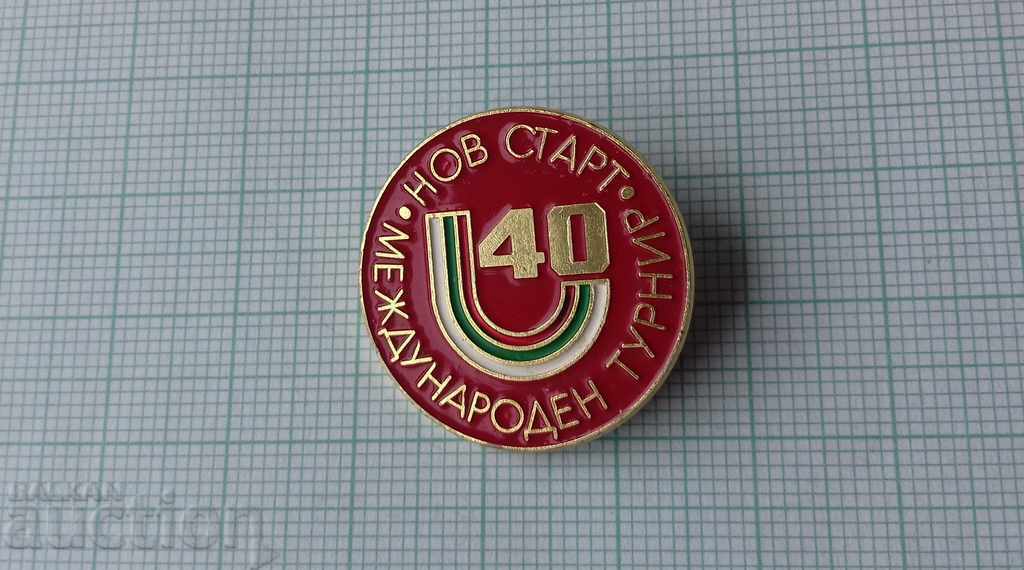 НОВ СТАРТ •
МЕЖДУНАРОДЕН ТУРНИР •
40
BALKAN
auction